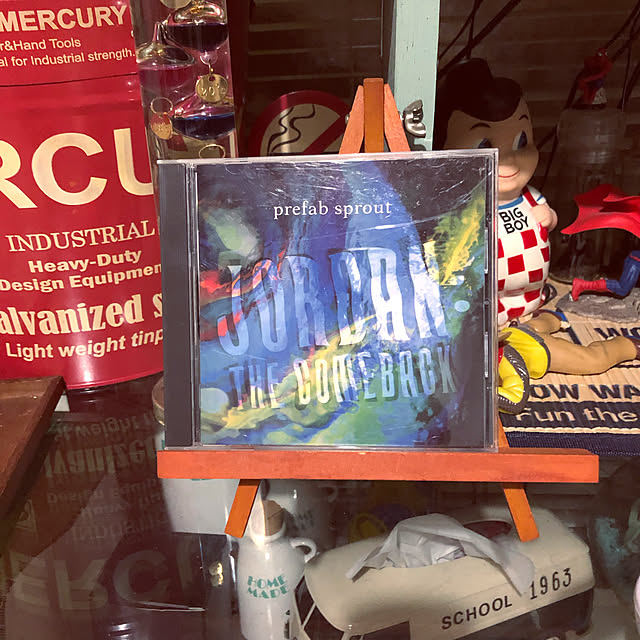 MERCURY
r&Hand Tools
al for Industrial strength.
RCU
INDUSTRIAL
Heavy-Duty
Design Equipmen
alvanized s
Light weight tinp
prefab sprout
JORDAN:
THE COMEBACK
BIG
BOY
OW WA
Fun the
HOME
MADE
SCHOOL 1963